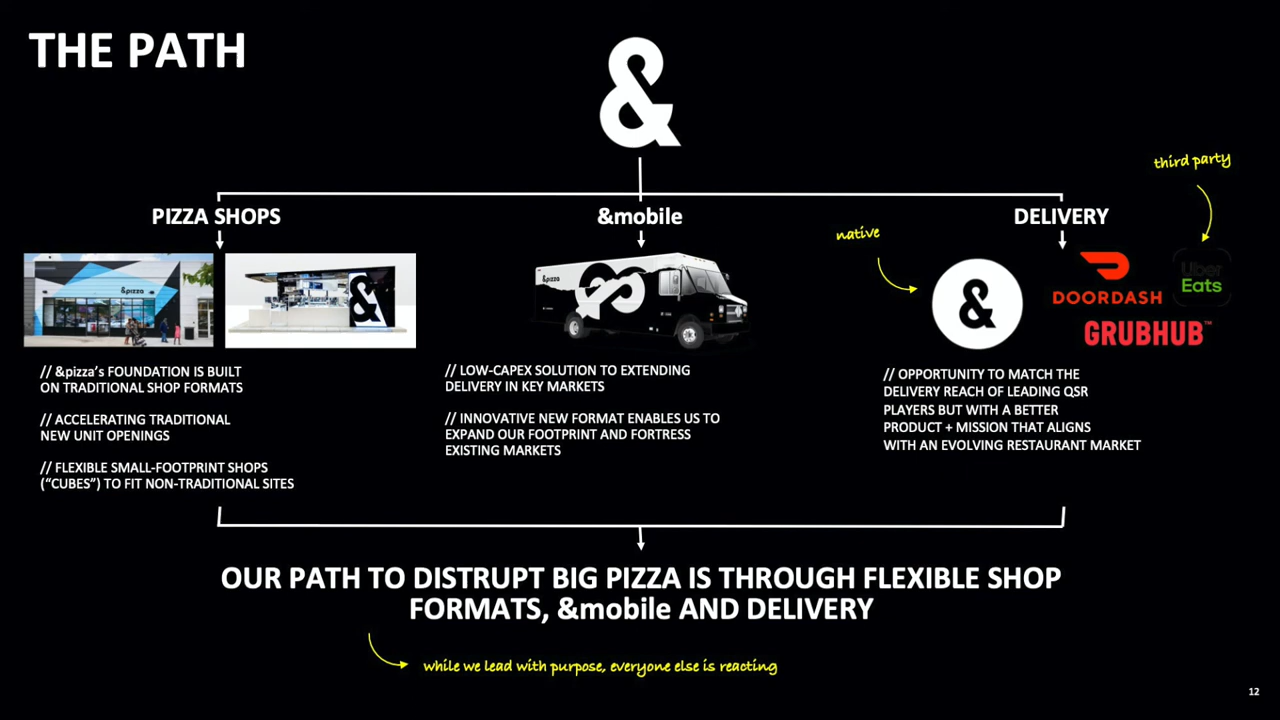 THE PATH
&
third party
PIZZA SHOPS
&mobile
DELIVERY
native
&pizza
&
&pizza
&
DOORDASH
Uber
Eats
GRUBHUB™
// &pizza’s FOUNDATION IS BUILT
ON TRADITIONAL SHOP FORMATS
// ACCELERATING TRADITIONAL
NEW UNIT OPENINGS
// FLEXIBLE SMALL-FOOTPRINT SHOPS
(“CUBES”) TO FIT NON-TRADITIONAL SITES
// LOW-CAPEX SOLUTION TO EXTENDING
DELIVERY IN KEY MARKETS
// INNOVATIVE NEW FORMAT ENABLES US TO
EXPAND OUR FOOTPRINT AND FORTRESS
EXISTING MARKETS
// OPPORTUNITY TO MATCH THE
DELIVERY REACH OF LEADING QSR
PLAYERS BUT WITH A BETTER
PRODUCT + MISSION THAT ALIGNS
WITH AN EVOLVING RESTAURANT MARKET
OUR PATH TO DISTRUPT BIG PIZZA IS THROUGH FLEXIBLE SHOP
FORMATS, &mobile AND DELIVERY
while we lead with purpose, everyone else is reacting
12